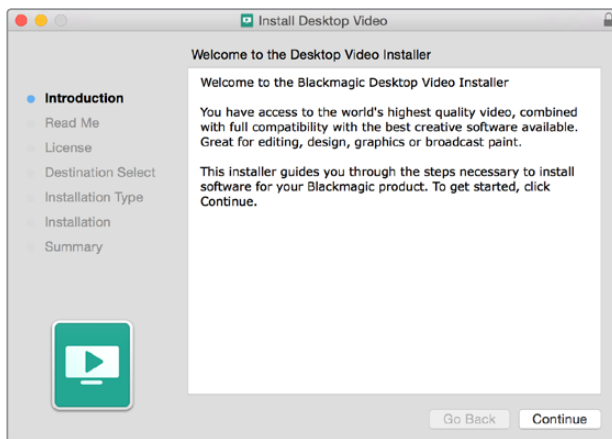 Install Desktop Video
Welcome to the Desktop Video Installer
Introduction
Read Me
License
Destination Select
Installation Type
Installation
Summary
Welcome to the Blackmagic Desktop Video Installer
You have access to the world's highest quality video, combined
with full compatibility with the best creative software available.
Great for editing, design, graphics or broadcast paint.
This installer guides you through the steps necessary to install
software for your Blackmagic product. To get started, click
Continue.
Go Back
Continue